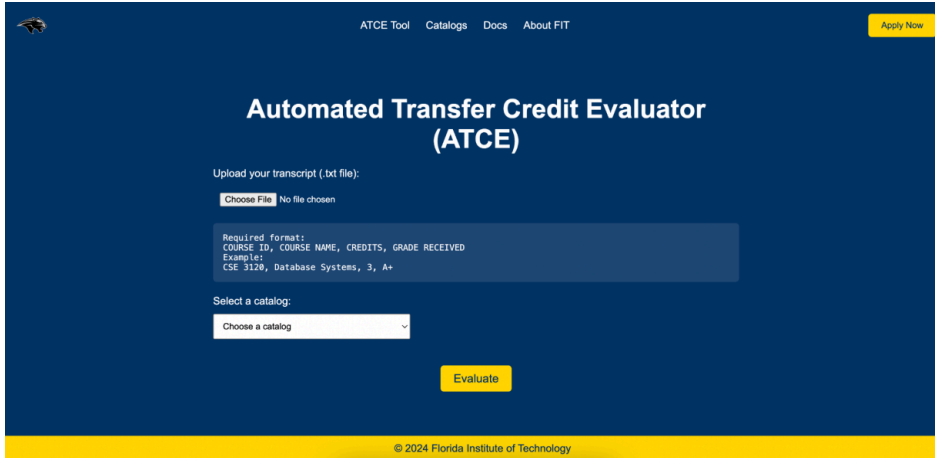 ATCE Tool Catalogs Docs About FIT
Apply Now
Automated Transfer Credit Evaluator
(ATCE)
Upload your transcript (.txt file):
Choose File No file chosen
Required format:
COURSE ID, COURSE NAME, CREDITS, GRADE RECEIVED
Example:
CSE 3120, Database Systems, 3, A+
Select a catalog:
Choose a catalog
Evaluate
© 2024 Florida Institute of Technology